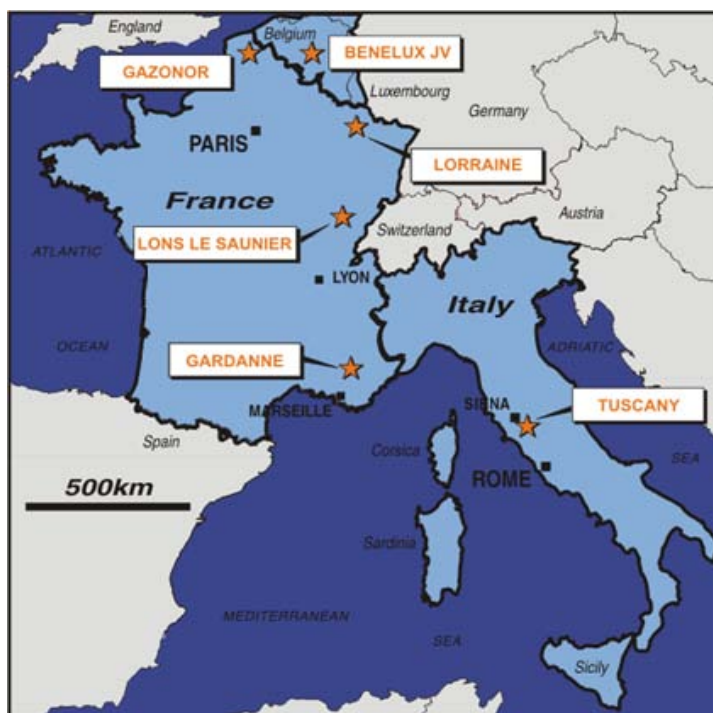 England
Belgium
BENELUX JV
GAZONOR
Luxembourg
Germany
PARIS
LORRAINE
France
Austria
Switzerland
LONS LE SAUNIER
ATLANTIC
LYON
Italy
OCEAN
ADRIATIC
GARDANNE
SIENA
TUSCANY
MARSEILLE
Spain
Corsica
SEA
ROME
500km
Sardinia
MEDITERRANEAN
SEA
Sicily